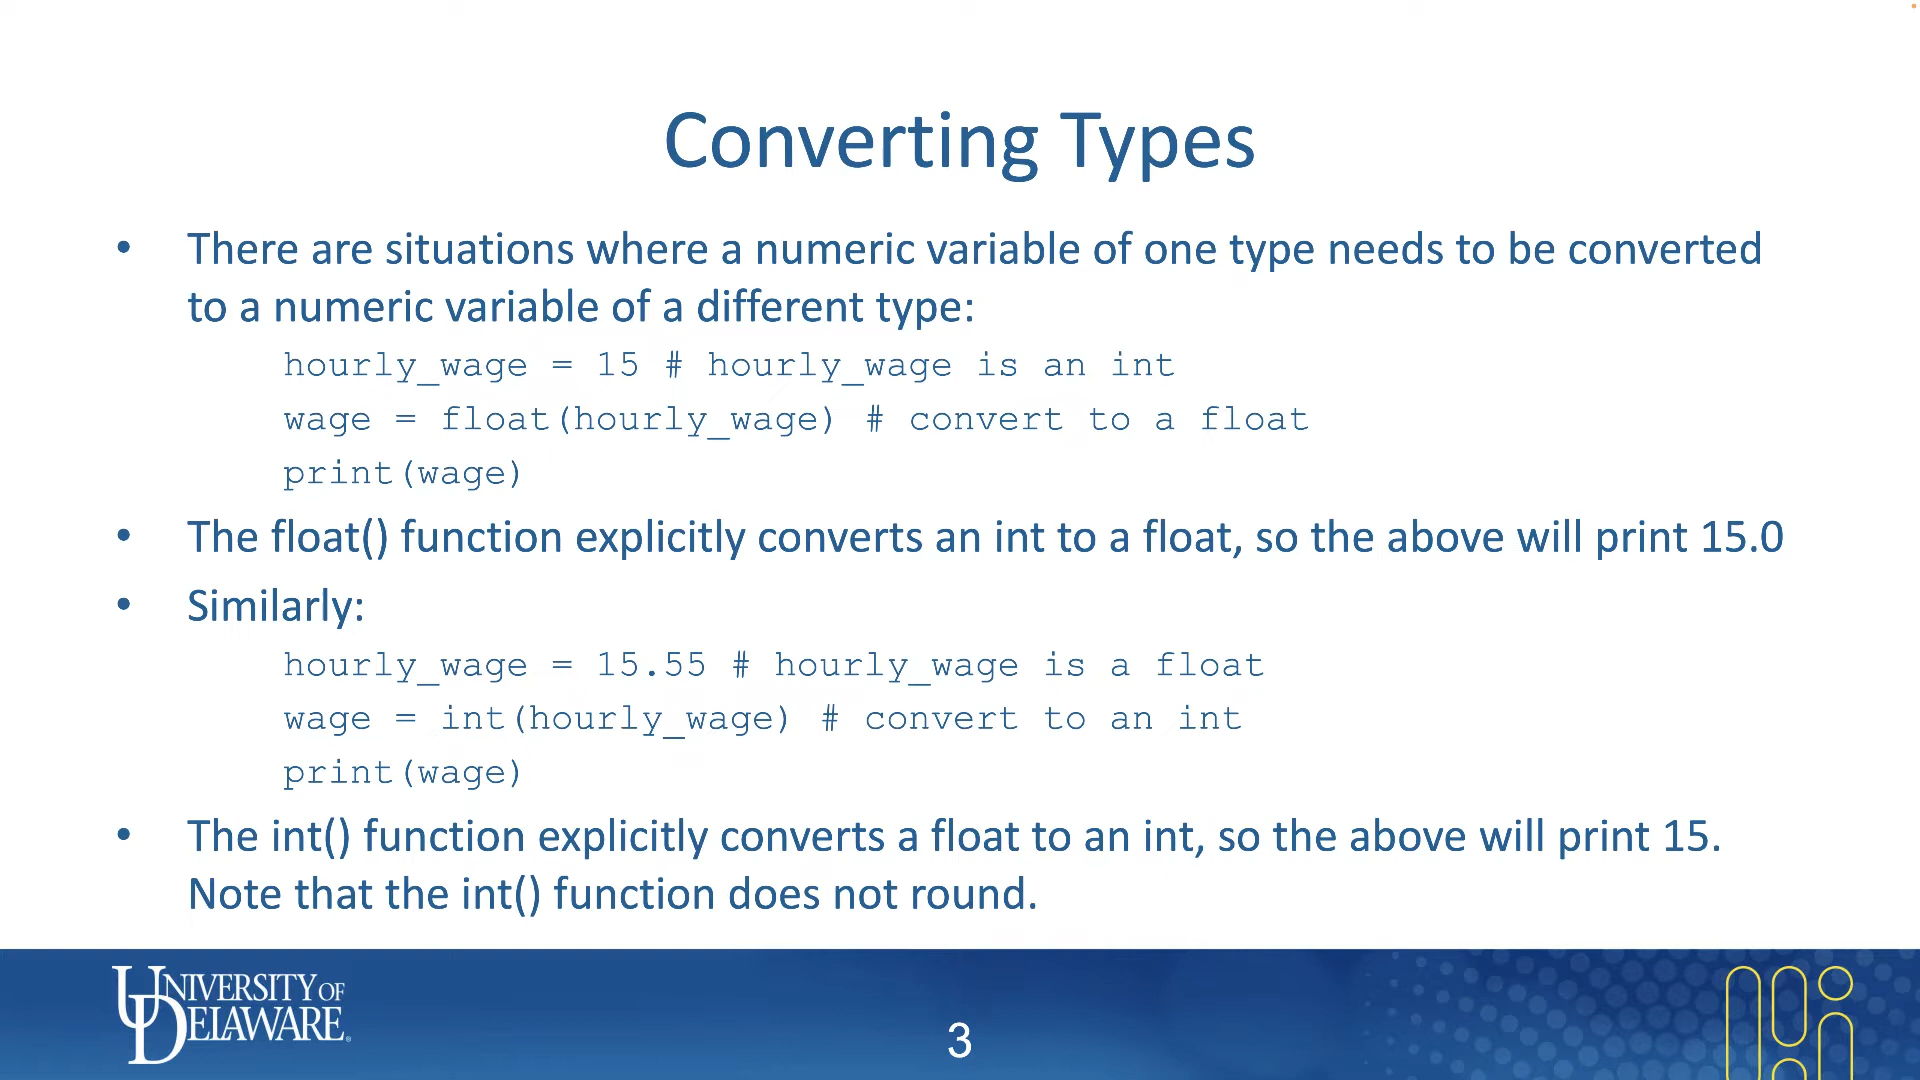 Converting Types
• There are situations where a numeric variable of one type needs to be converted
to a numeric variable of a different type:
hourly_wage = 15 # hourly_wage is an int
wage = float(hourly_wage) # convert to a float
print(wage)
• The float() function explicitly converts an int to a float, so the above will print 15.0
• Similarly:
hourly_wage = 15.55 # hourly_wage is a float
wage = int(hourly_wage) # convert to an int
print(wage)
• The int() function explicitly converts a float to an int, so the above will print 15.
Note that the int() function does not round.
UNIVERSITY OF
DELAWARE®
3